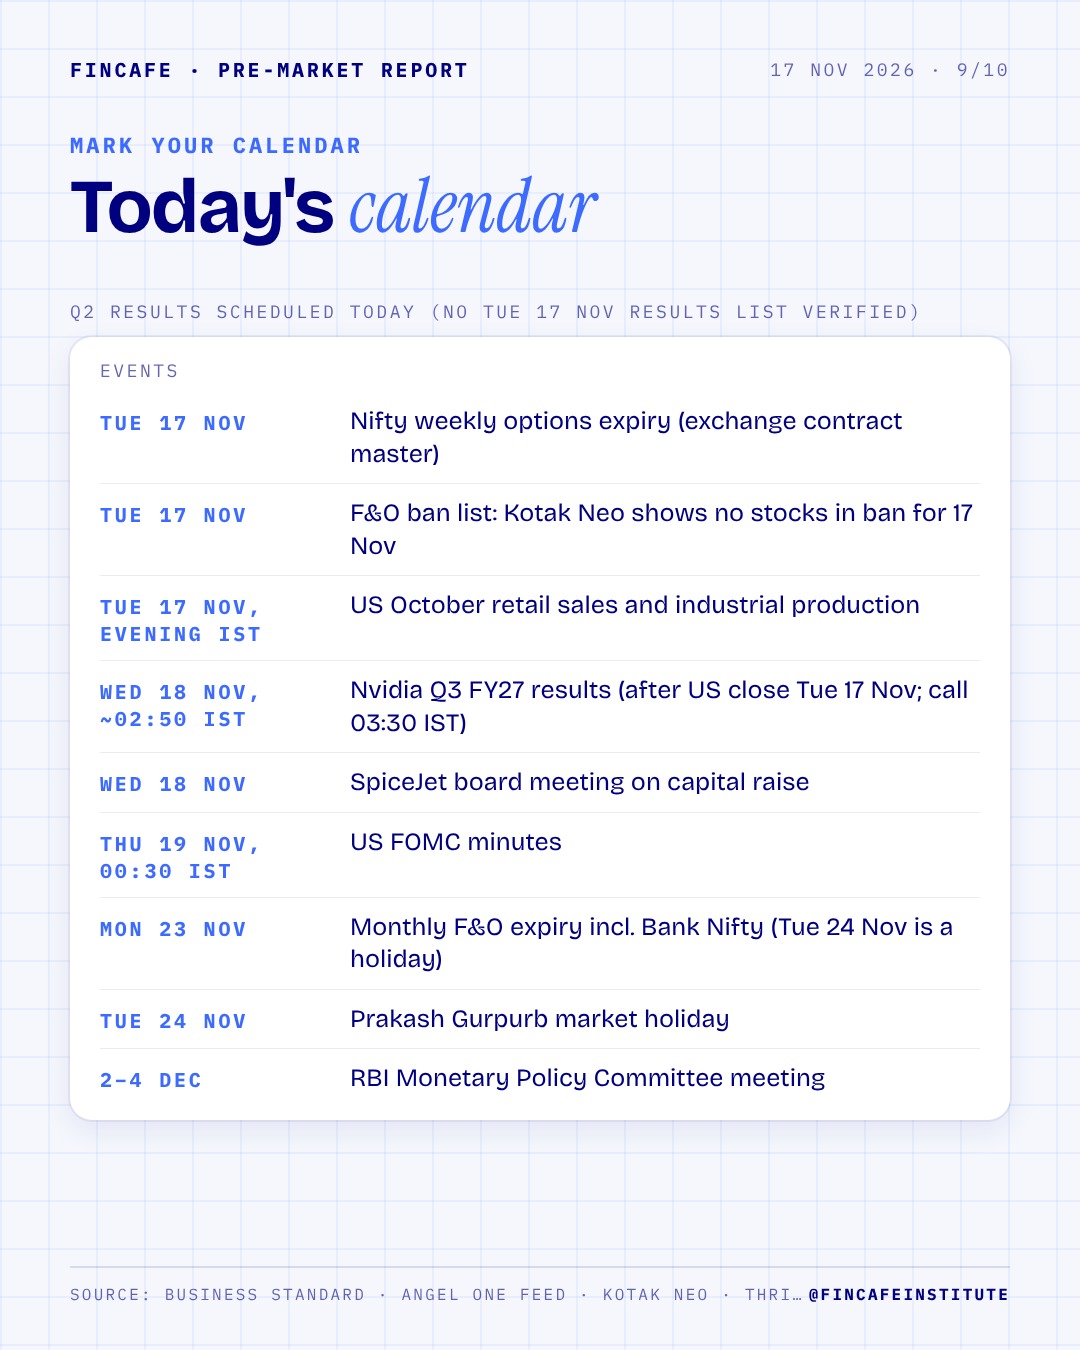 FINCAFE · PRE-MARKET REPORT
17 NOV 2026 · 9/10
MARK YOUR CALENDAR
Today's calendar
Q2 RESULTS SCHEDULED TODAY (NO TUE 17 NOV RESULTS LIST VERIFIED)
EVENTS
TUE 17 NOV
Nifty weekly options expiry (exchange contract
master)
TUE 17 NOV
F&O ban list: Kotak Neo shows no stocks in ban for 17
Nov
TUE 17 NOV,
EVENING IST
US October retail sales and industrial production
WED 18 NOV,
~02:50 IST
Nvidia Q3 FY27 results (after US close Tue 17 Nov; call
03:30 IST)
WED 18 NOV
SpiceJet board meeting on capital raise
THU 19 NOV,
00:30 IST
US FOMC minutes
MON 23 NOV
Monthly F&O expiry incl. Bank Nifty (Tue 24 Nov is a
holiday)
TUE 24 NOV
Prakash Gurpurb market holiday
2–4 DEC
RBI Monetary Policy Committee meeting
SOURCE: BUSINESS STANDARD · ANGEL ONE FEED · KOTAK NEO · THRI…
@FINCAFEINSTITUTE